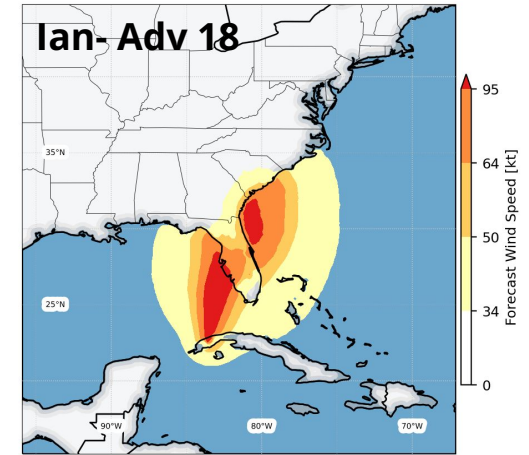 Ian- Adv 18
35°N
25°N
90°W
80°W
70°W
95
64
50
34
0
Forecast Wind Speed [kt]